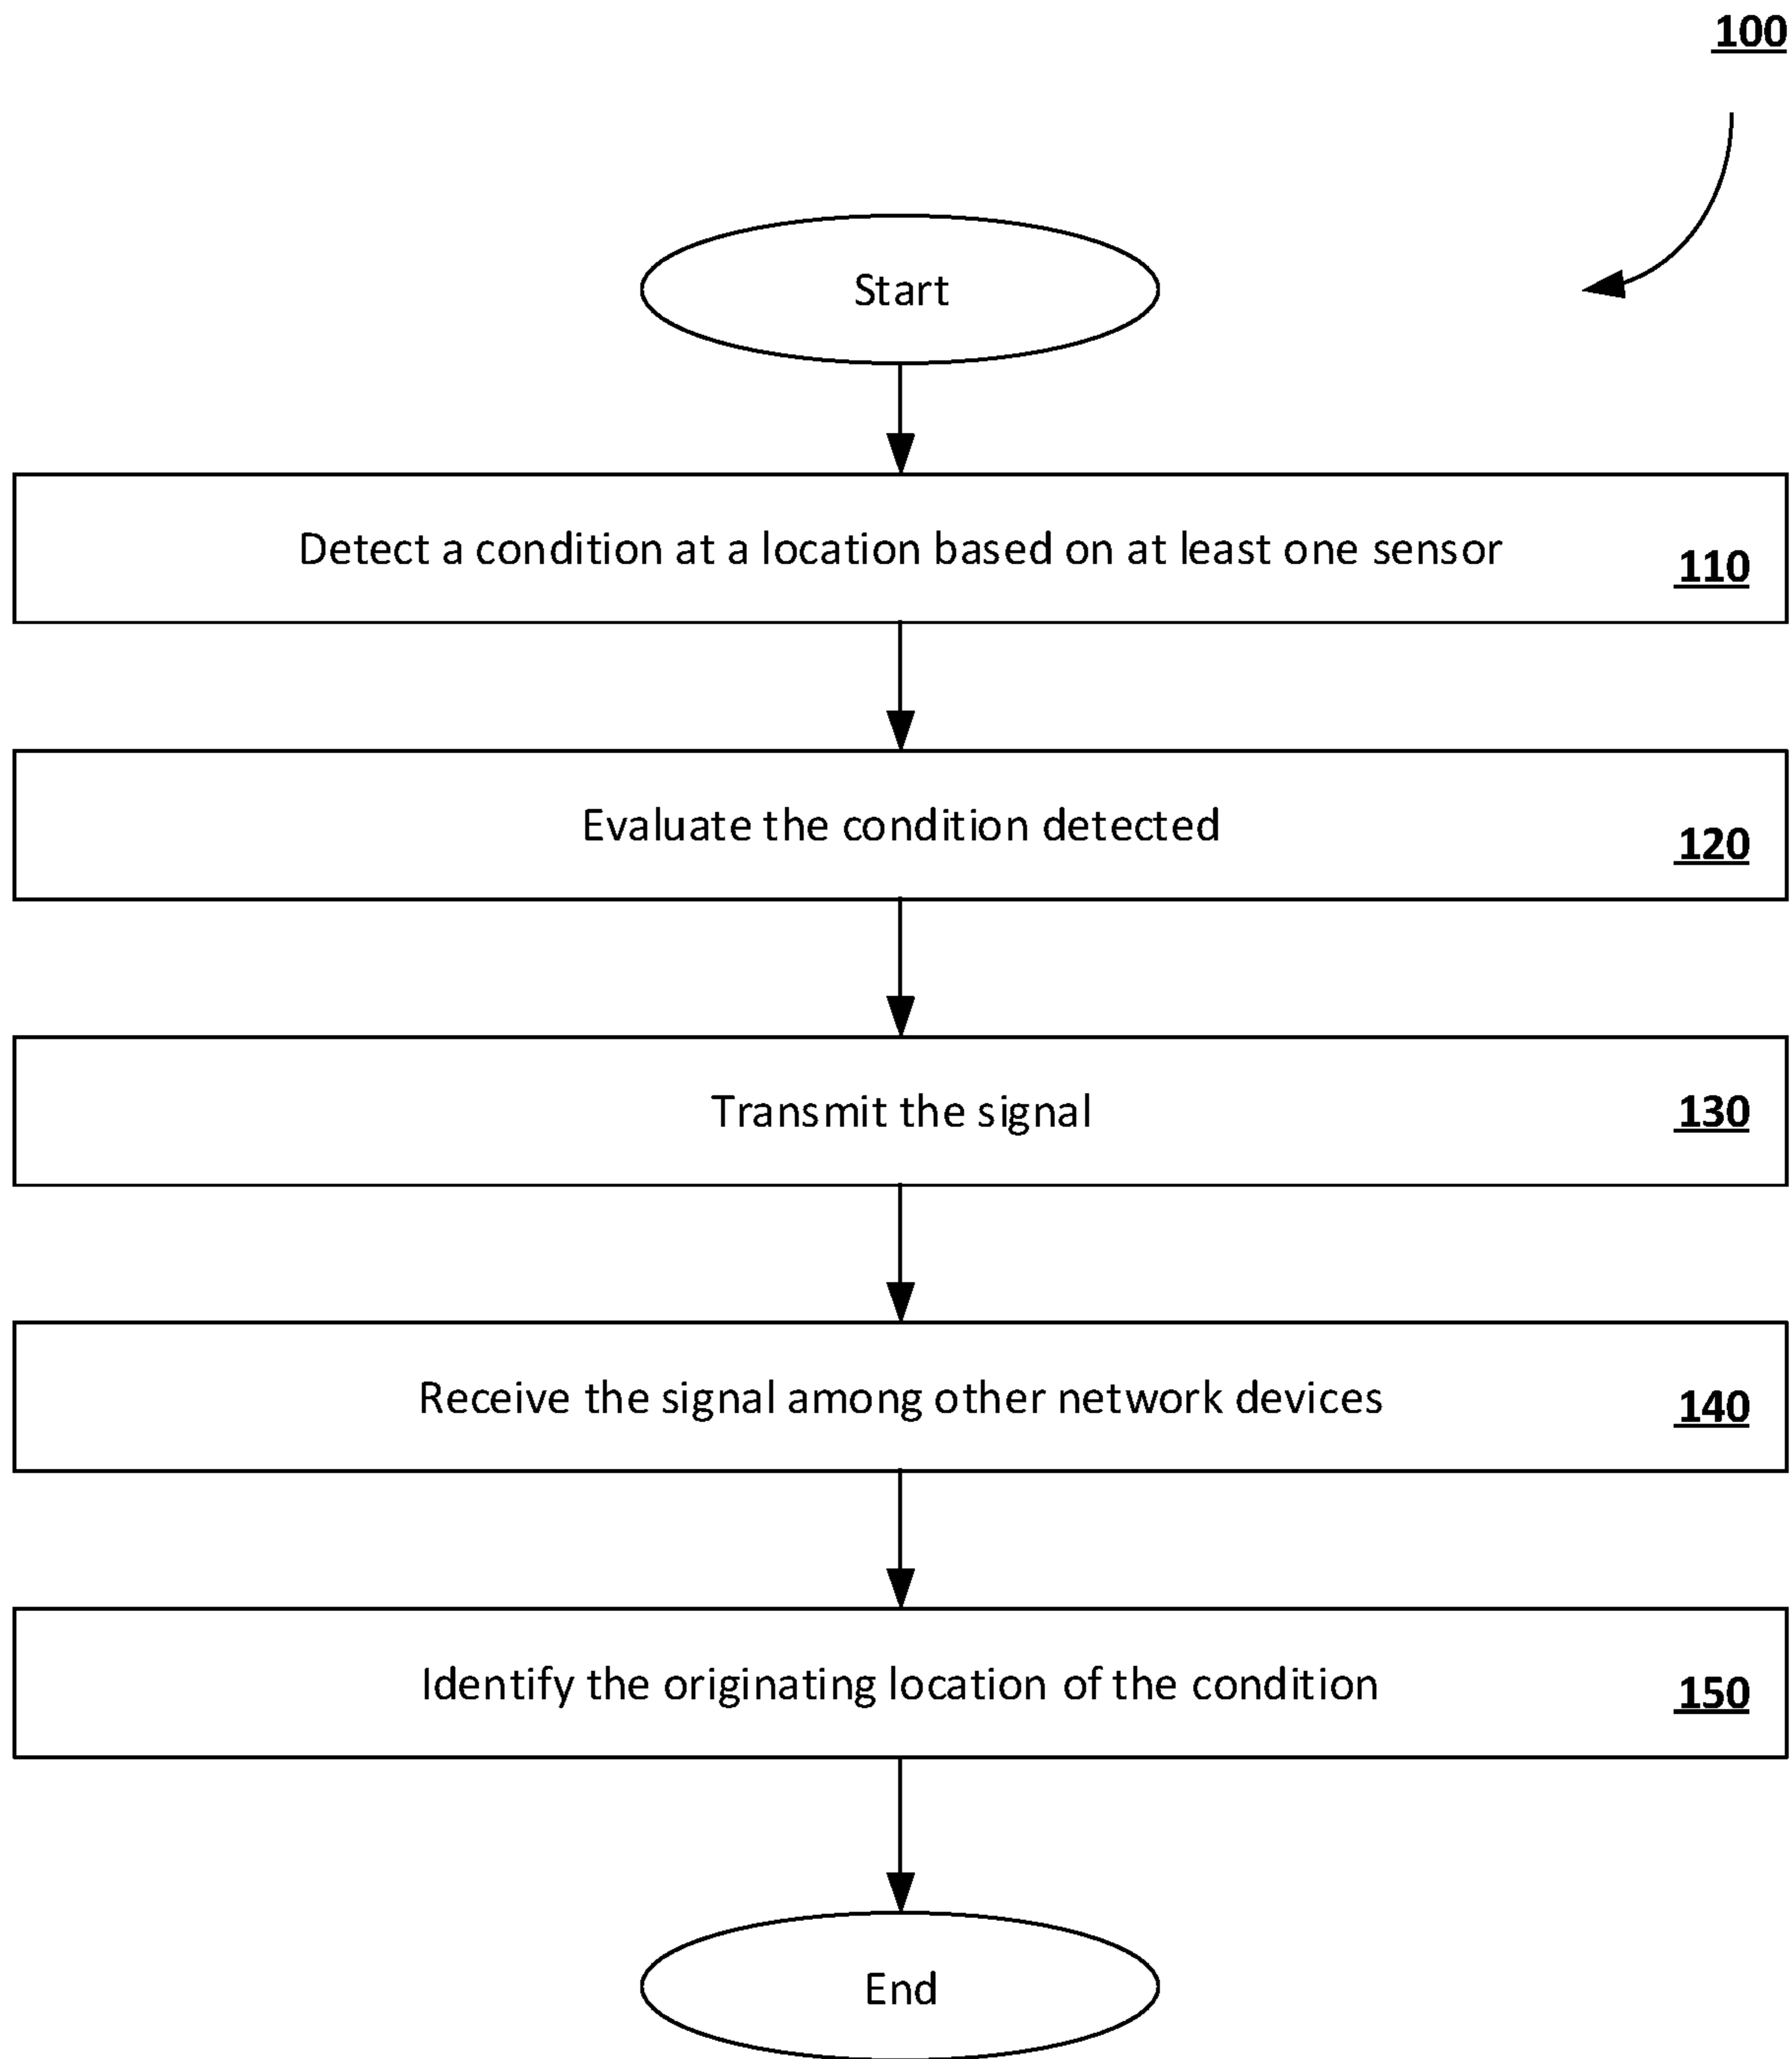 100
Start
Detect a condition at a location based on at least one sensor
110
Evaluate the condition detected
120
Transmit the signal
130
Receive the signal among other network devices
140
Identify the originating location of the condition
150
End